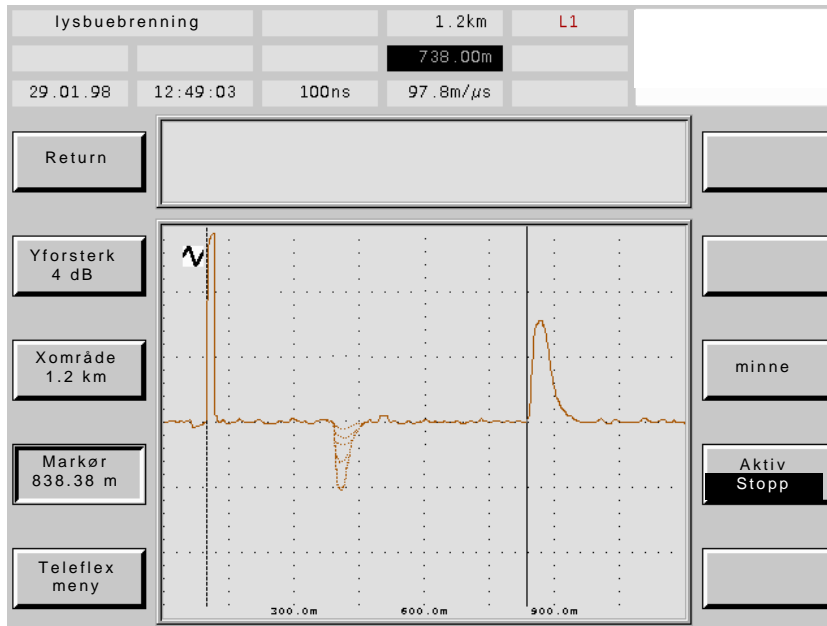 lysbuebrenning 1.2km L1
738.00m
29.01.98 12:49:03 100ns 97.8m/µs
Return
Yforsterk
4 dB
Xområde
1.2 km
minne
Markør
838.38 m
Aktiv
Stopp
Teleflex
meny
300.0m 600.0m 900.0m